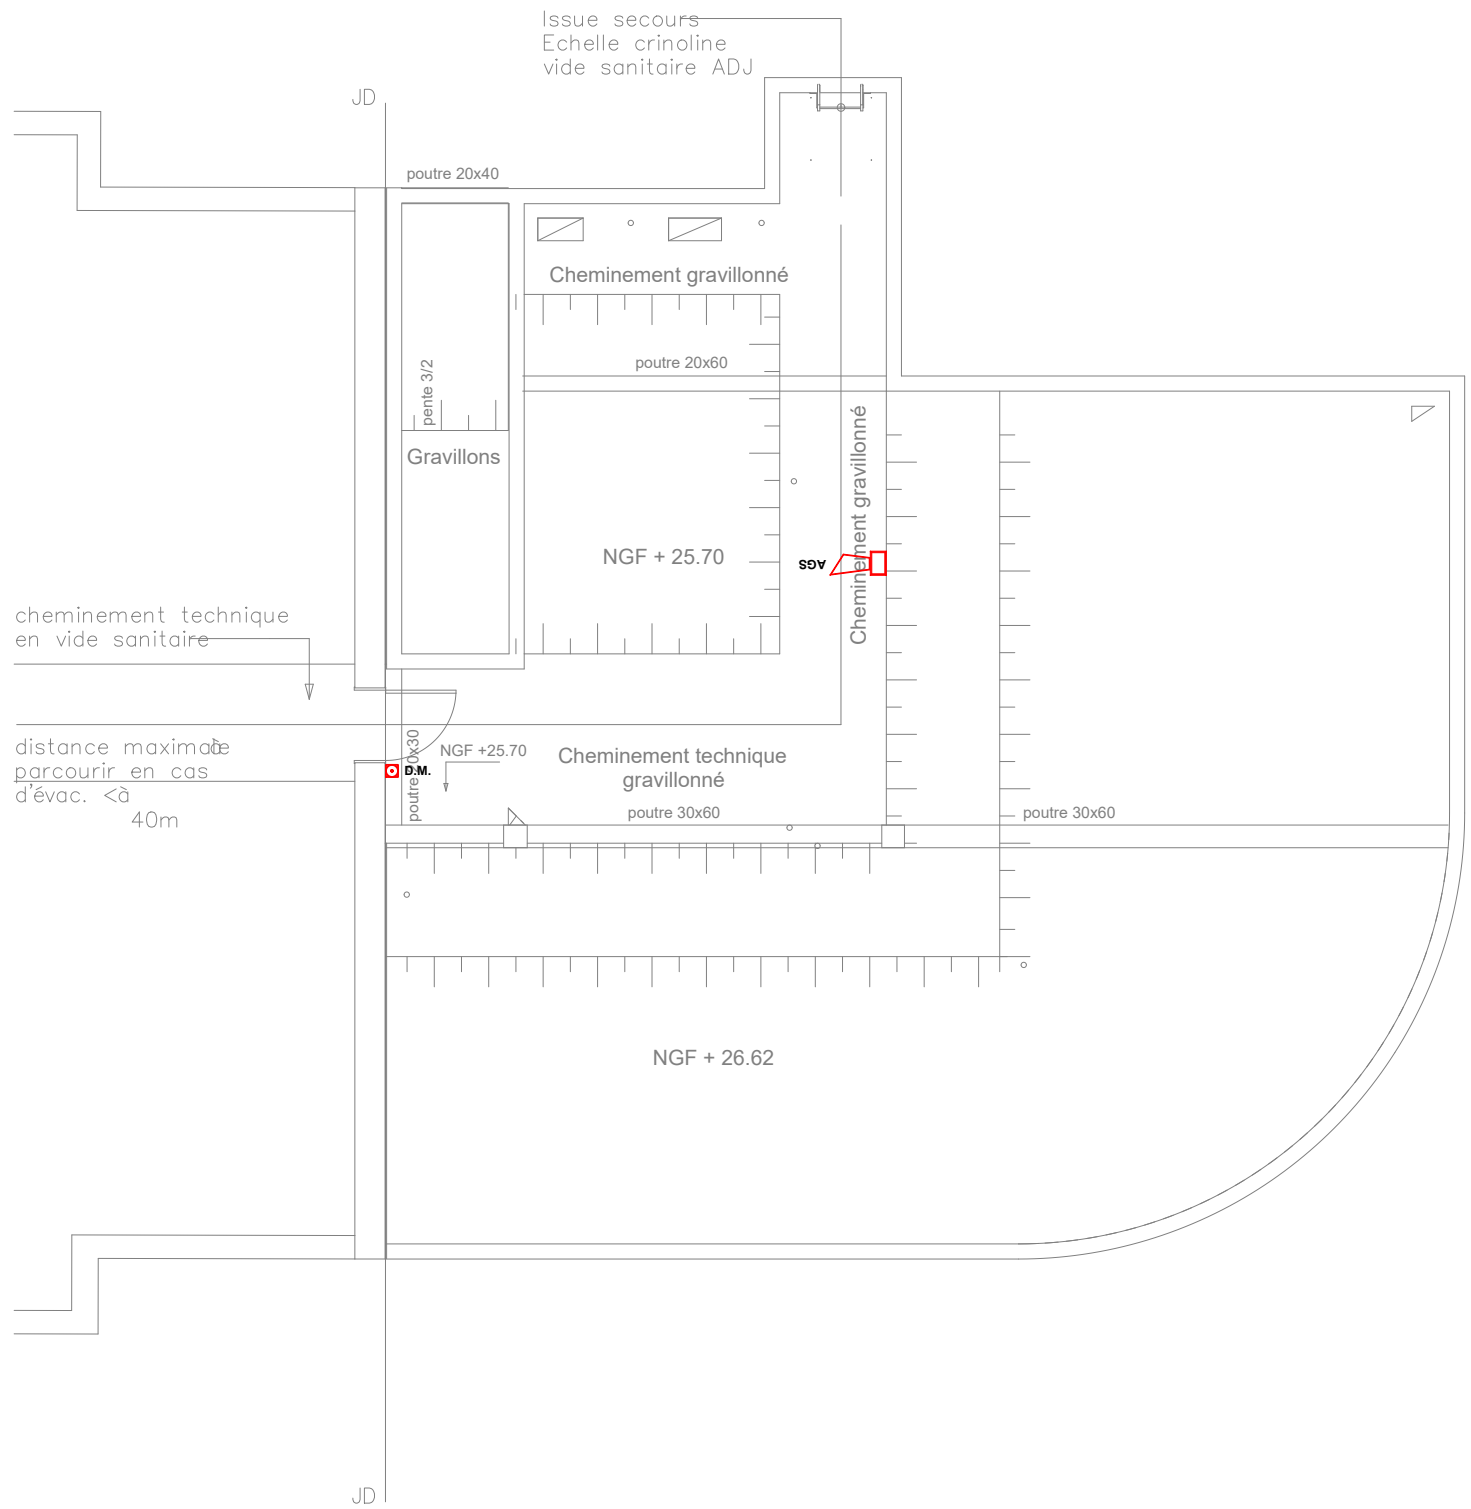 Issue secours
Echelle crinoline
vide sanitaire ADJ
JD
poutre 20x40
Cheminement gravillonné
pente 3/2
poutre 20x60
Gravillons
Cheminement gravillonné
NGF + 25.70
AGS
cheminement technique
en vide sanitaire
distance maximale à
parcourir en cas
d'évac. <à
40m
poutre 20x30
NGF +25.70
D.M.
Cheminement technique
gravillonné
poutre 30x60
poutre 30x60
NGF + 26.62
JD